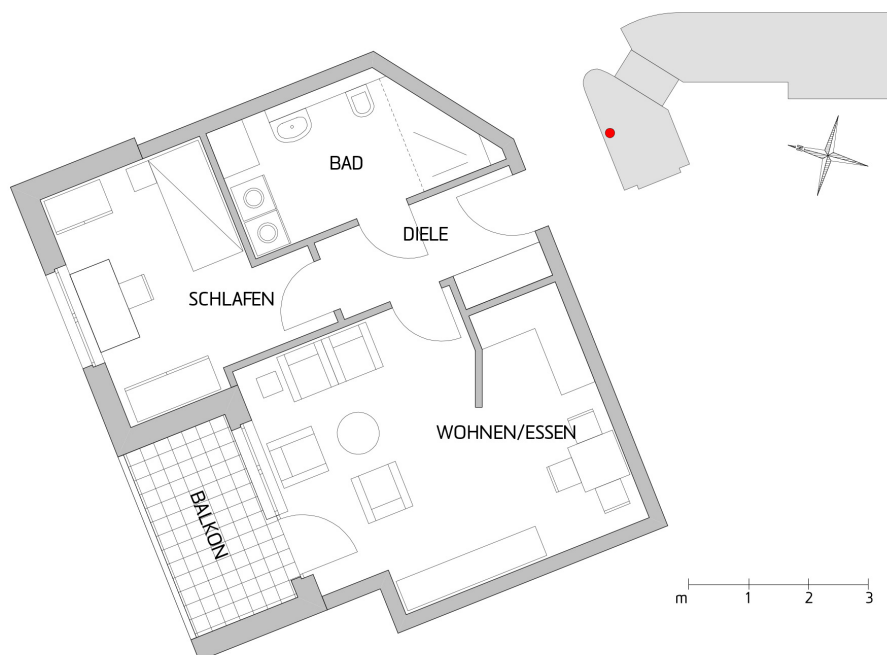 BAD
DIELE
SCHLAFEN
WOHNEN/ESSEN
BALKON
m 1 2 3